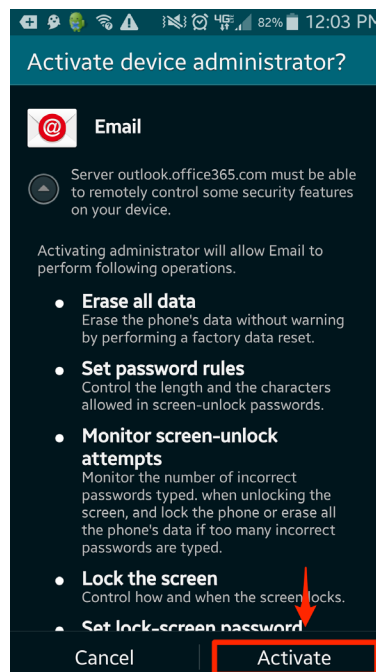 82% 12:03 PM
Activate device administrator?
@ Email
Server outlook.office365.com must be able
to remotely control some security features
on your device.
Activating administrator will allow Email to
perform following operations.
• Erase all data
Erase the phone's data without warning
by performing a factory data reset.
• Set password rules
Control the length and the characters
allowed in screen-unlock passwords.
• Monitor screen-unlock
attempts
Monitor the number of incorrect
passwords typed. when unlocking the
screen, and lock the phone or erase all
the phone's data if too many incorrect
passwords are typed.
• Lock the screen
Control how and when the screen locks.
• Set lock-screen password
Cancel
Activate